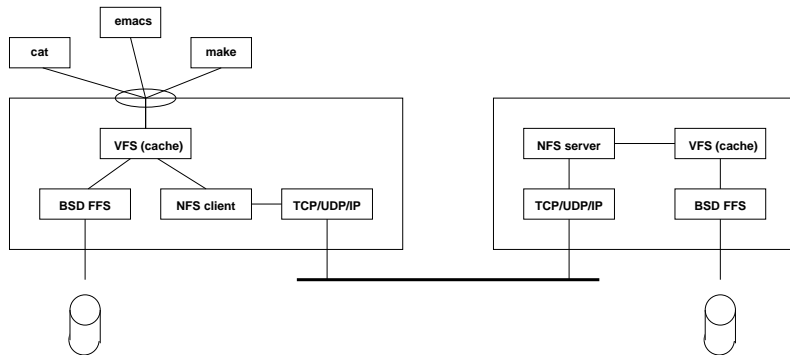 emacs
cat
make
VFS (cache)
NFS server
VFS (cache)
BSD FFS
NFS client
TCP/UDP/IP
TCP/UDP/IP
BSD FFS